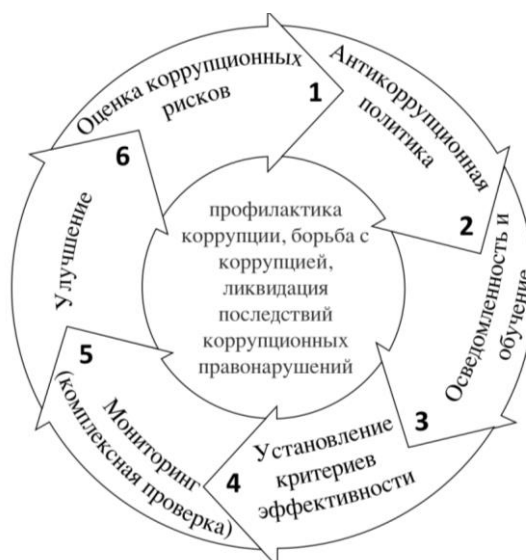 Оценка коррупционных
рисков
1
Антикоррупционная
политика
2
Осведомленность и
обучение
3
Установление
критериев
эффективности
4
Мониторинг
(комплексная проверка)
5
Улучшение
6
профилактика
коррупции, борьба с
коррупцией,
ликвидация
последствий
коррупционных
правонарушений